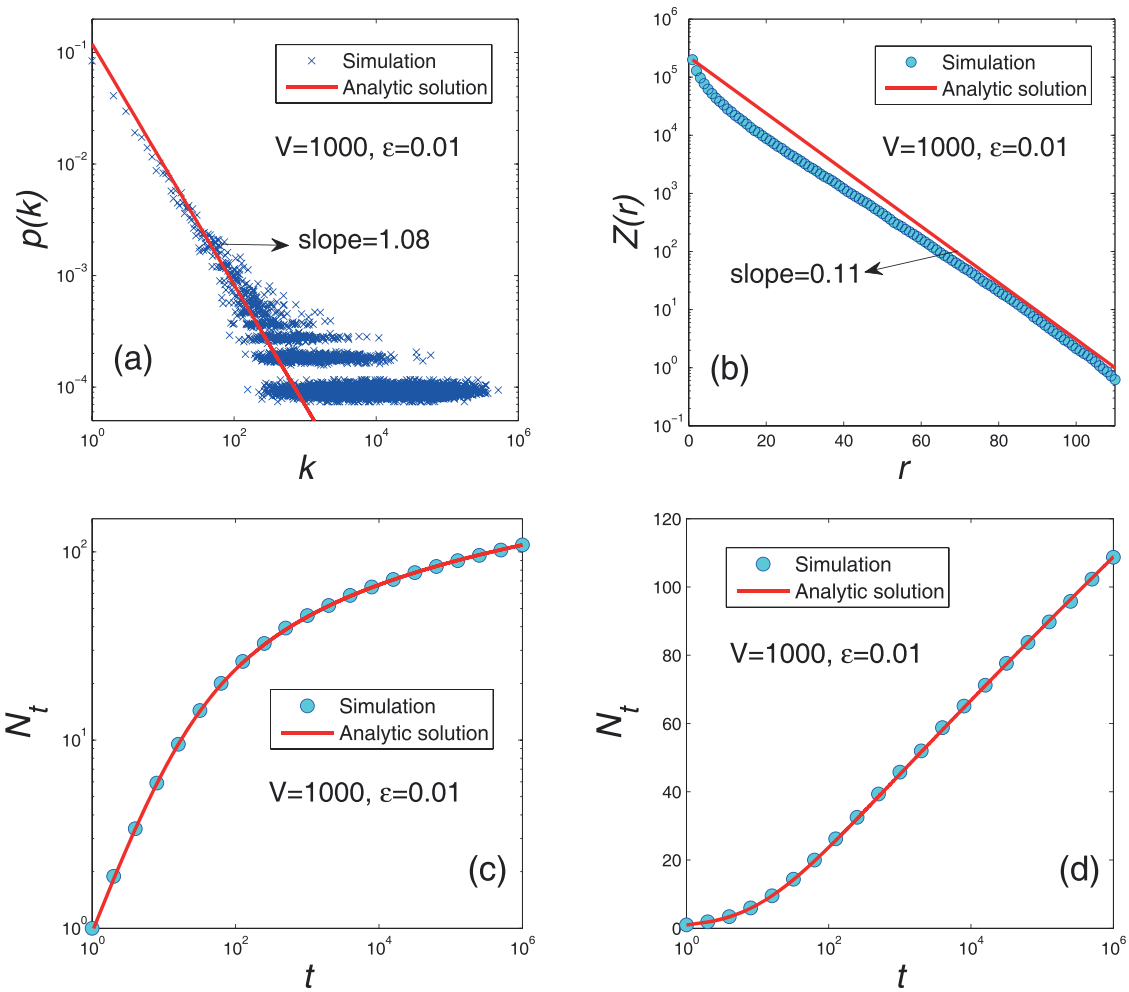 10^-1
10^-2
10^-3
10^-4
10^0
10^2
10^4
10^6
p(k)
k
Simulation
Analytic solution
V=1000, ε=0.01
slope=1.08
(a)
10^6
10^5
10^4
10^3
10^2
10^1
10^0
10^-1
0
20
40
60
80
100
Z(r)
r
Simulation
Analytic solution
V=1000, ε=0.01
slope=0.11
(b)
10^2
10^1
10^0
10^0
10^2
10^4
10^6
N_t
t
Simulation
Analytic solution
V=1000, ε=0.01
(c)
120
100
80
60
40
20
0
10^0
10^2
10^4
10^6
N_t
t
Simulation
Analytic solution
V=1000, ε=0.01
(d)